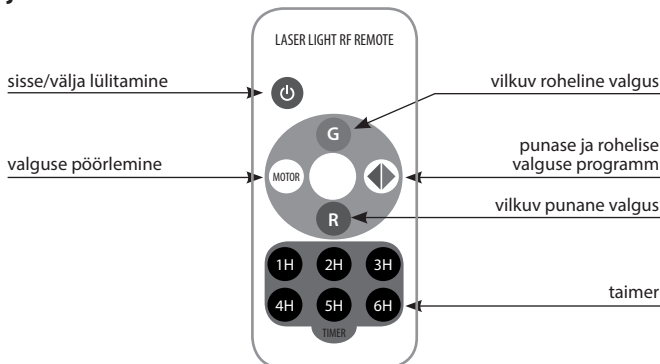 LASER LIGHT RF REMOTE
sisse/välja lülitamine
vilkuv roheline valgus
G
punase ja rohelise
valguse programm
valguse pöörlemine
MOTOR
vilkuv punane valgus
R
1H 2H 3H
4H 5H 6H
taimer
TIMER